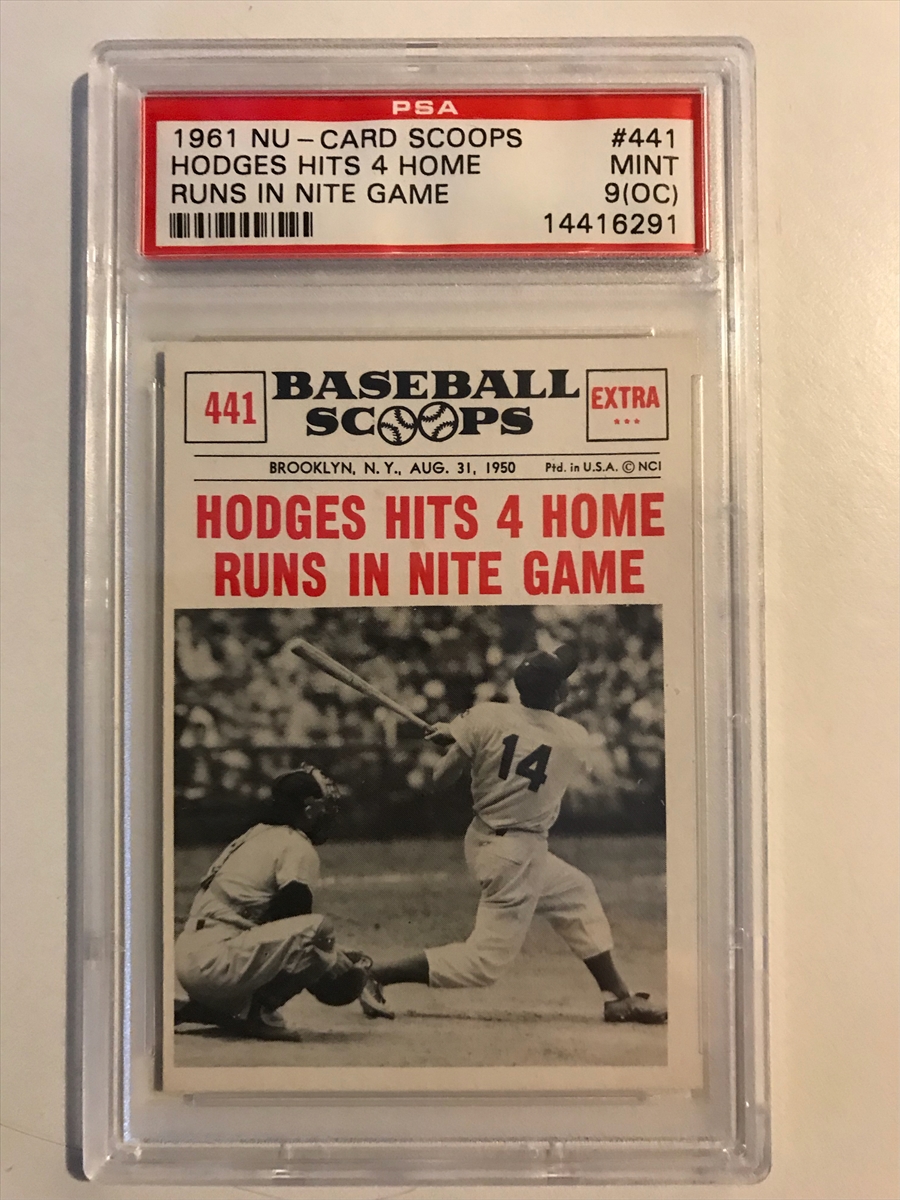 PSA
1961 NU-CARD SCOOPS #441
HODGES HITS 4 HOME MINT
RUNS IN NITE GAME 9(OC)
14416291
441 BASEBALL SCOOPS EXTRA
BROOKLYN, N. Y., AUG. 31, 1950 Ptd. in U.S.A. © NCI
HODGES HITS 4 HOME
RUNS IN NITE GAME
14